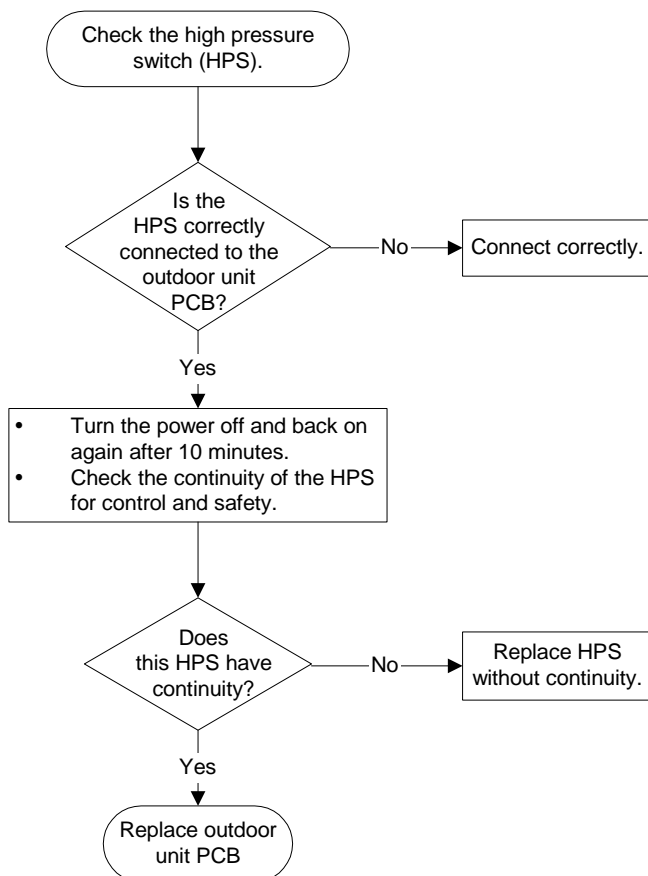 Check the high pressure
switch (HPS).
Is the
HPS correctly
connected to the
outdoor unit
PCB?
No
Connect correctly.
Yes
• Turn the power off and back on
again after 10 minutes.
• Check the continuity of the HPS
for control and safety.
Does
this HPS have
continuity?
No
Replace HPS
without continuity.
Yes
Replace outdoor
unit PCB